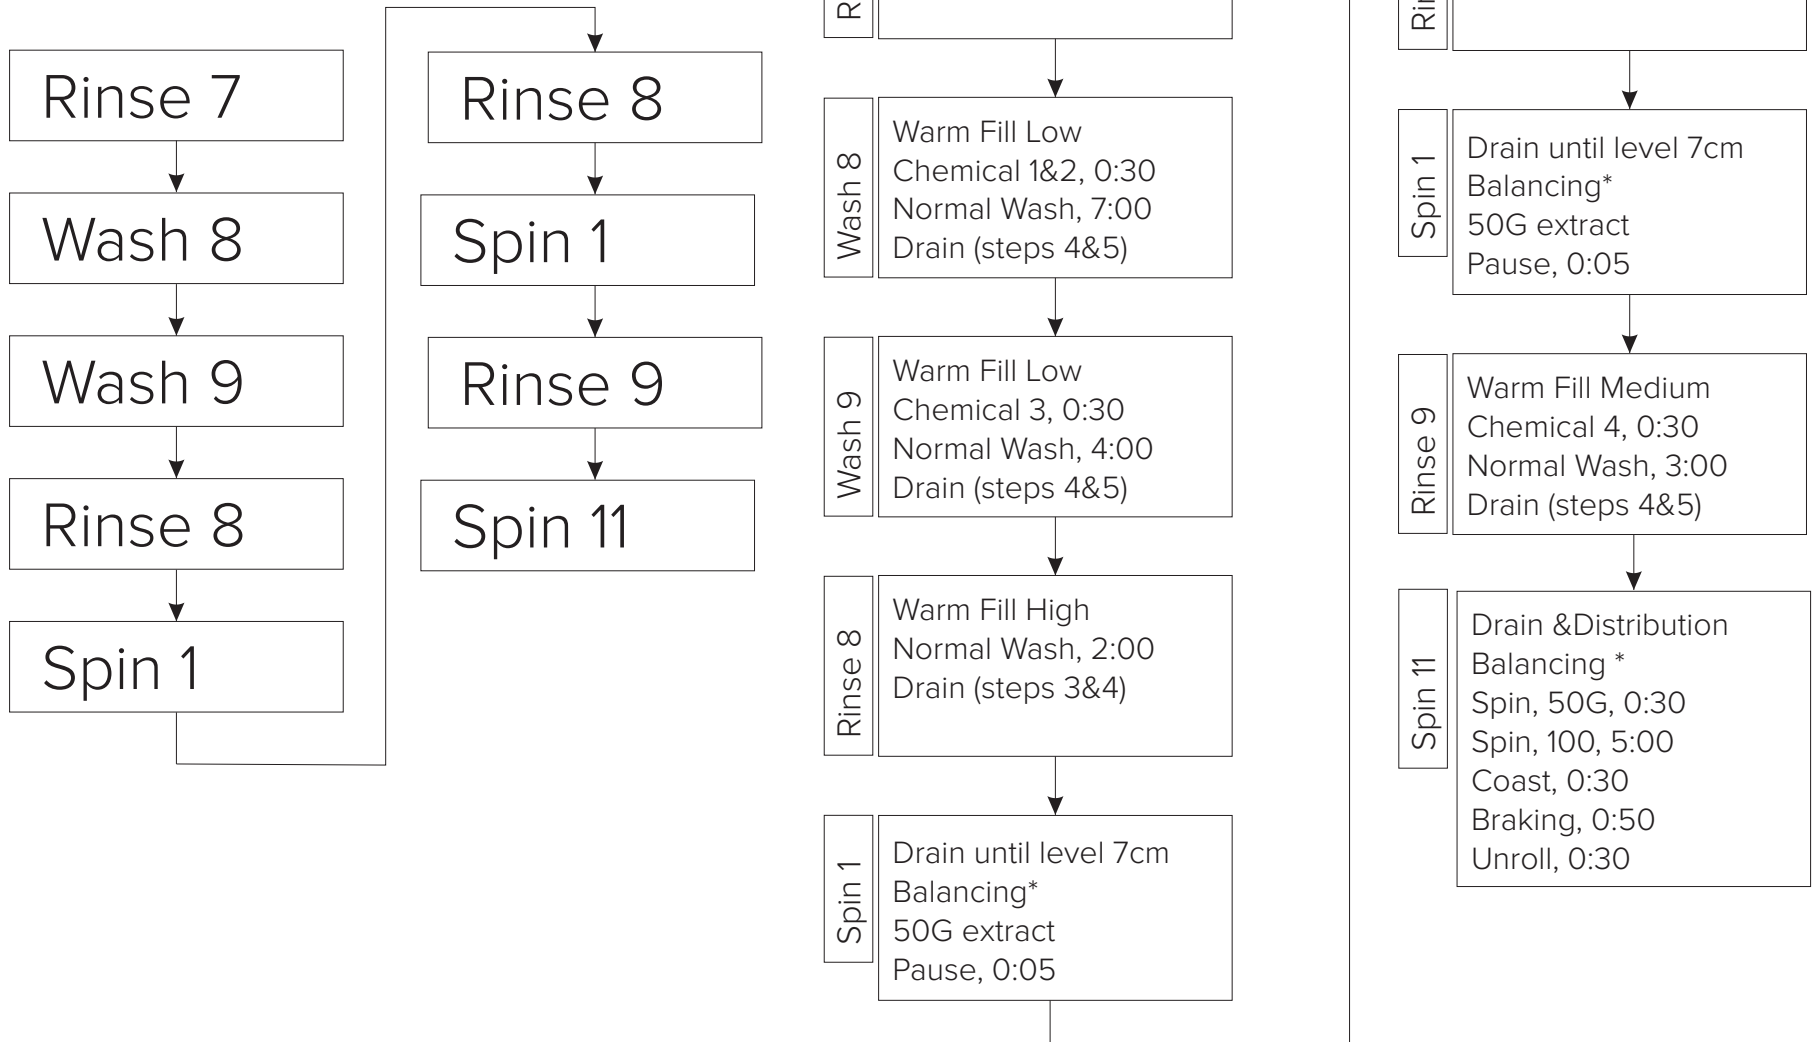 Rinse 7
Wash 8
Wash 9
Rinse 8
Spin 1
Rinse 8
Spin 1
Rinse 9
Spin 11
Wash 8
Warm Fill Low
Chemical 1&2, 0:30
Normal Wash, 7:00
Drain (steps 4&5)
Wash 9
Warm Fill Low
Chemical 3, 0:30
Normal Wash, 4:00
Drain (steps 4&5)
Rinse 8
Warm Fill High
Normal Wash, 2:00
Drain (steps 3&4)
Spin 1
Drain until level 7cm
Balancing*
50G extract
Pause, 0:05
Spin 1
Drain until level 7cm
Balancing*
50G extract
Pause, 0:05
Rinse 9
Warm Fill Medium
Chemical 4, 0:30
Normal Wash, 3:00
Drain (steps 4&5)
Spin 11
Drain &Distribution
Balancing *
Spin, 50G, 0:30
Spin, 100, 5:00
Coast, 0:30
Braking, 0:50
Unroll, 0:30